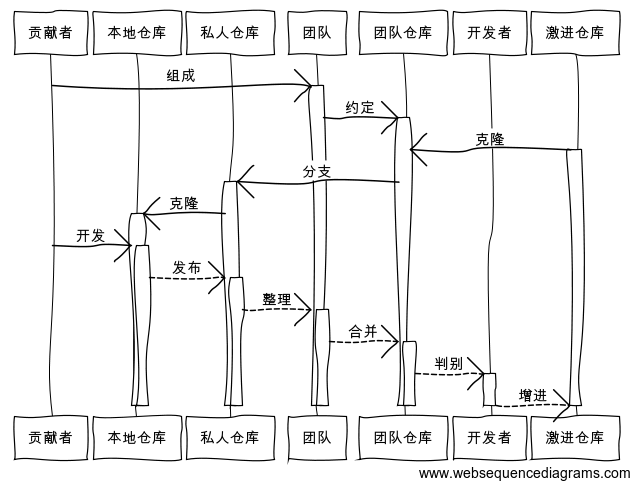 贡献者 本地仓库 私人仓库 团队 团队仓库 开发者 激进仓库
组成
约定
克隆
分支
克隆
开发
发布
整理
合并
判别
增进
贡献者 本地仓库 私人仓库 团队 团队仓库 开发者 激进仓库
www.websequencediagrams.com